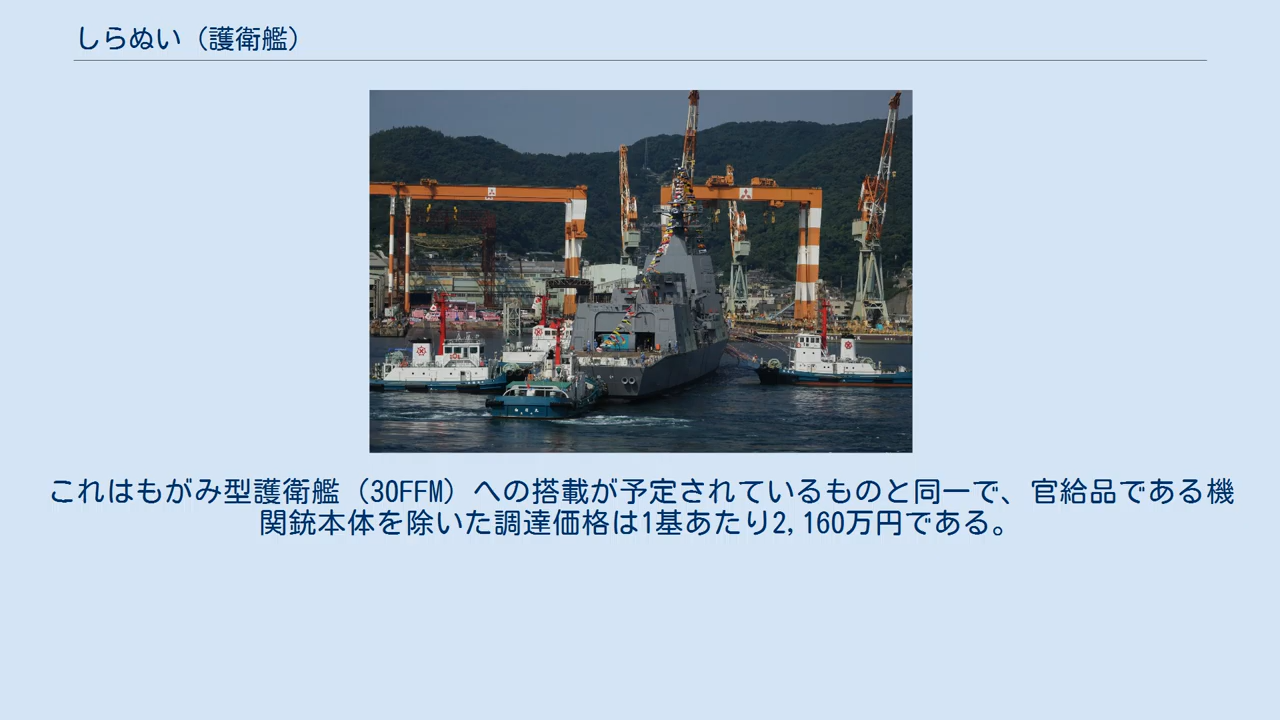 しらぬい（護衛艦）
これはもがみ型護衛艦（30FFM）への搭載が予定されているものと同一で、官給品である機
関銃本体を除いた調達価格は1基あたり2,160万円である。